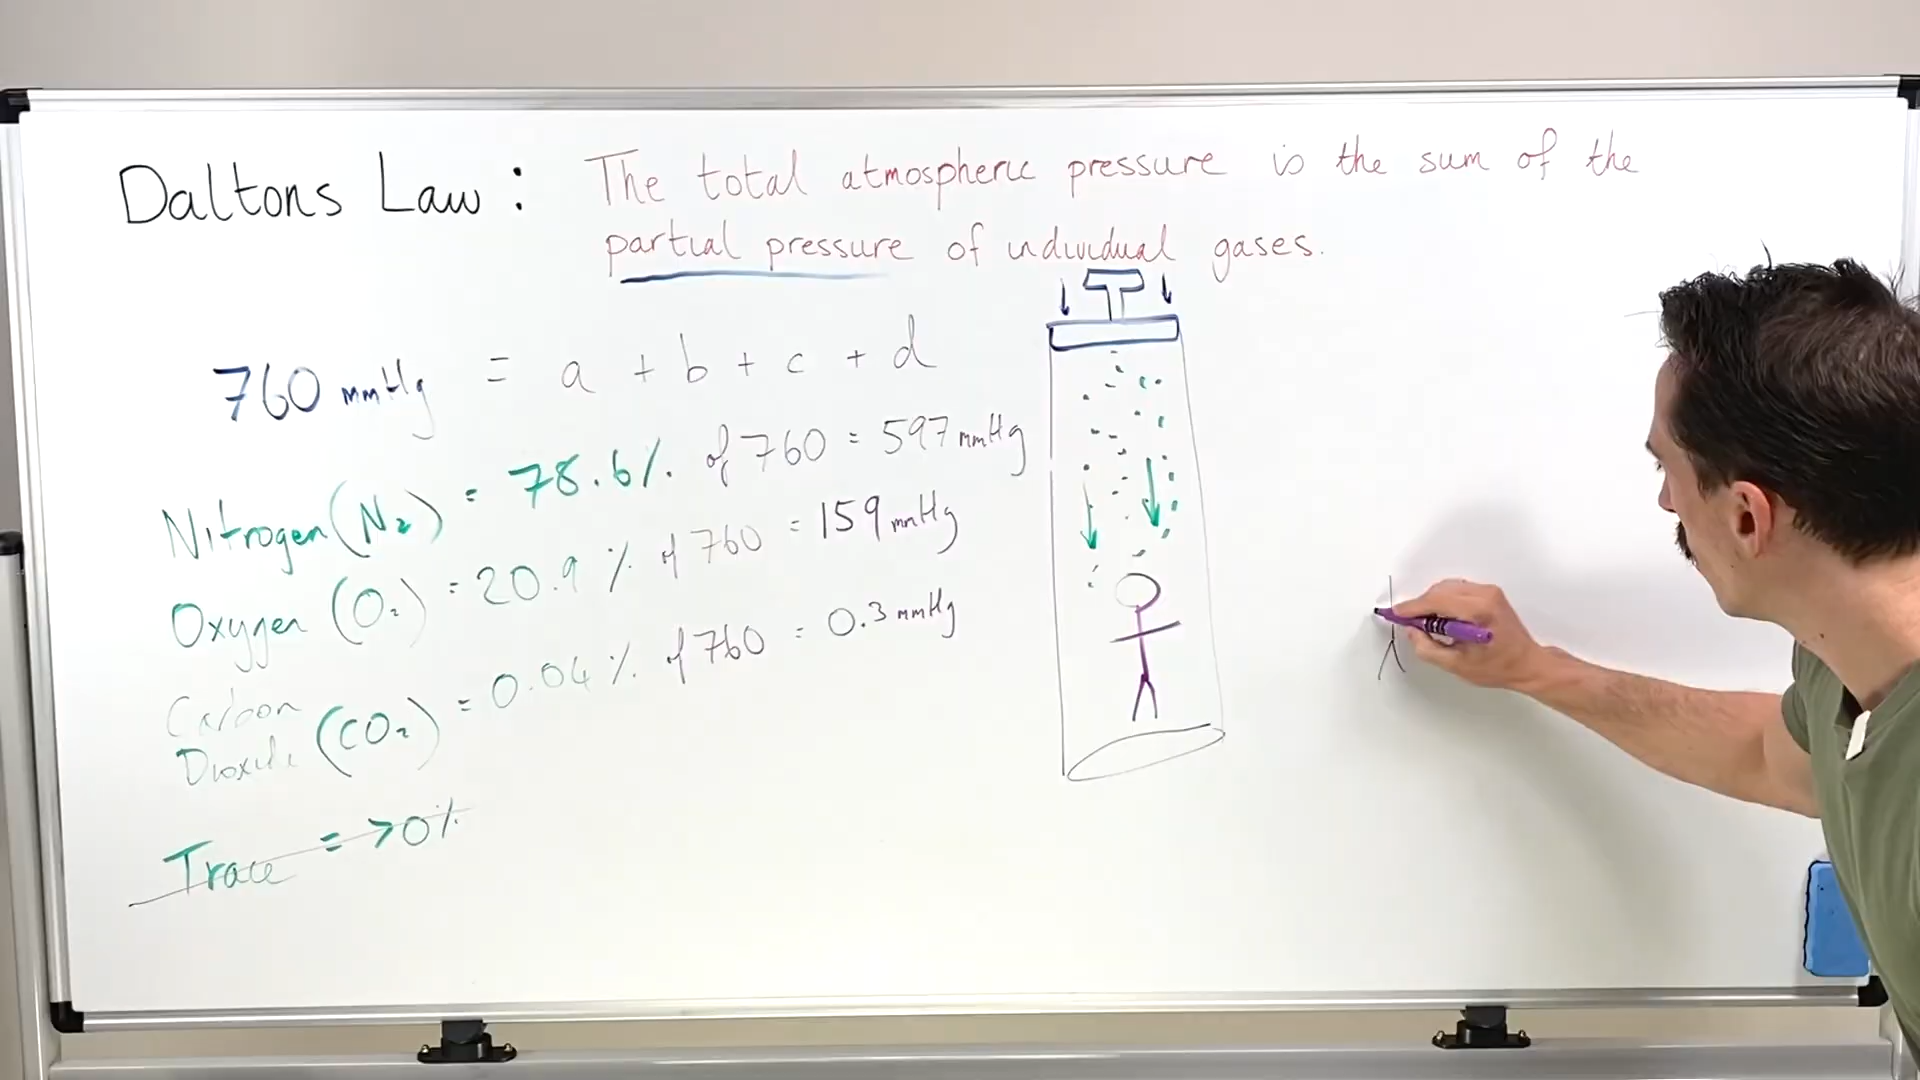 Daltons Law : The total atmospheric pressure is the sum of the
partial pressure of individual gases.
760 mmHg = a + b + c + d
Nitrogen (N₂) = 78.6% of 760 = 597 mmHg
Oxygen (O₂) = 20.9 % of 760 = 159 mmHg
Carbon
Dioxide (CO₂) = 0.04 % of 760 = 0.3 mmHg
Trace = >0%